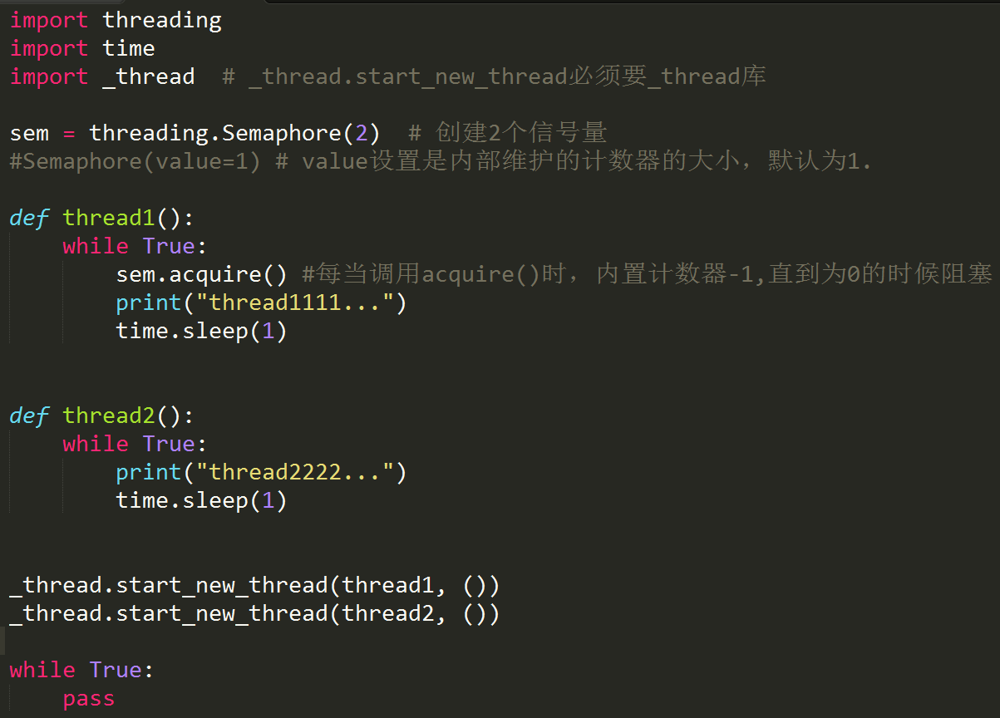 import threading
import time
import _thread  # _thread.start_new_thread必须要_thread库
sem = threading.Semaphore(2)  # 创建2个信号量
#Semaphore(value=1) # value设置是内部维护的计数器的大小，默认为1.
def thread1():
    while True:
        sem.acquire() #每当调用acquire()时，内置计数器-1,直到为0的时候阻塞
        print("thread1111...")
        time.sleep(1)
def thread2():
    while True:
        print("thread2222...")
        time.sleep(1)
_thread.start_new_thread(thread1, ())
_thread.start_new_thread(thread2, ())
while True:
    pass